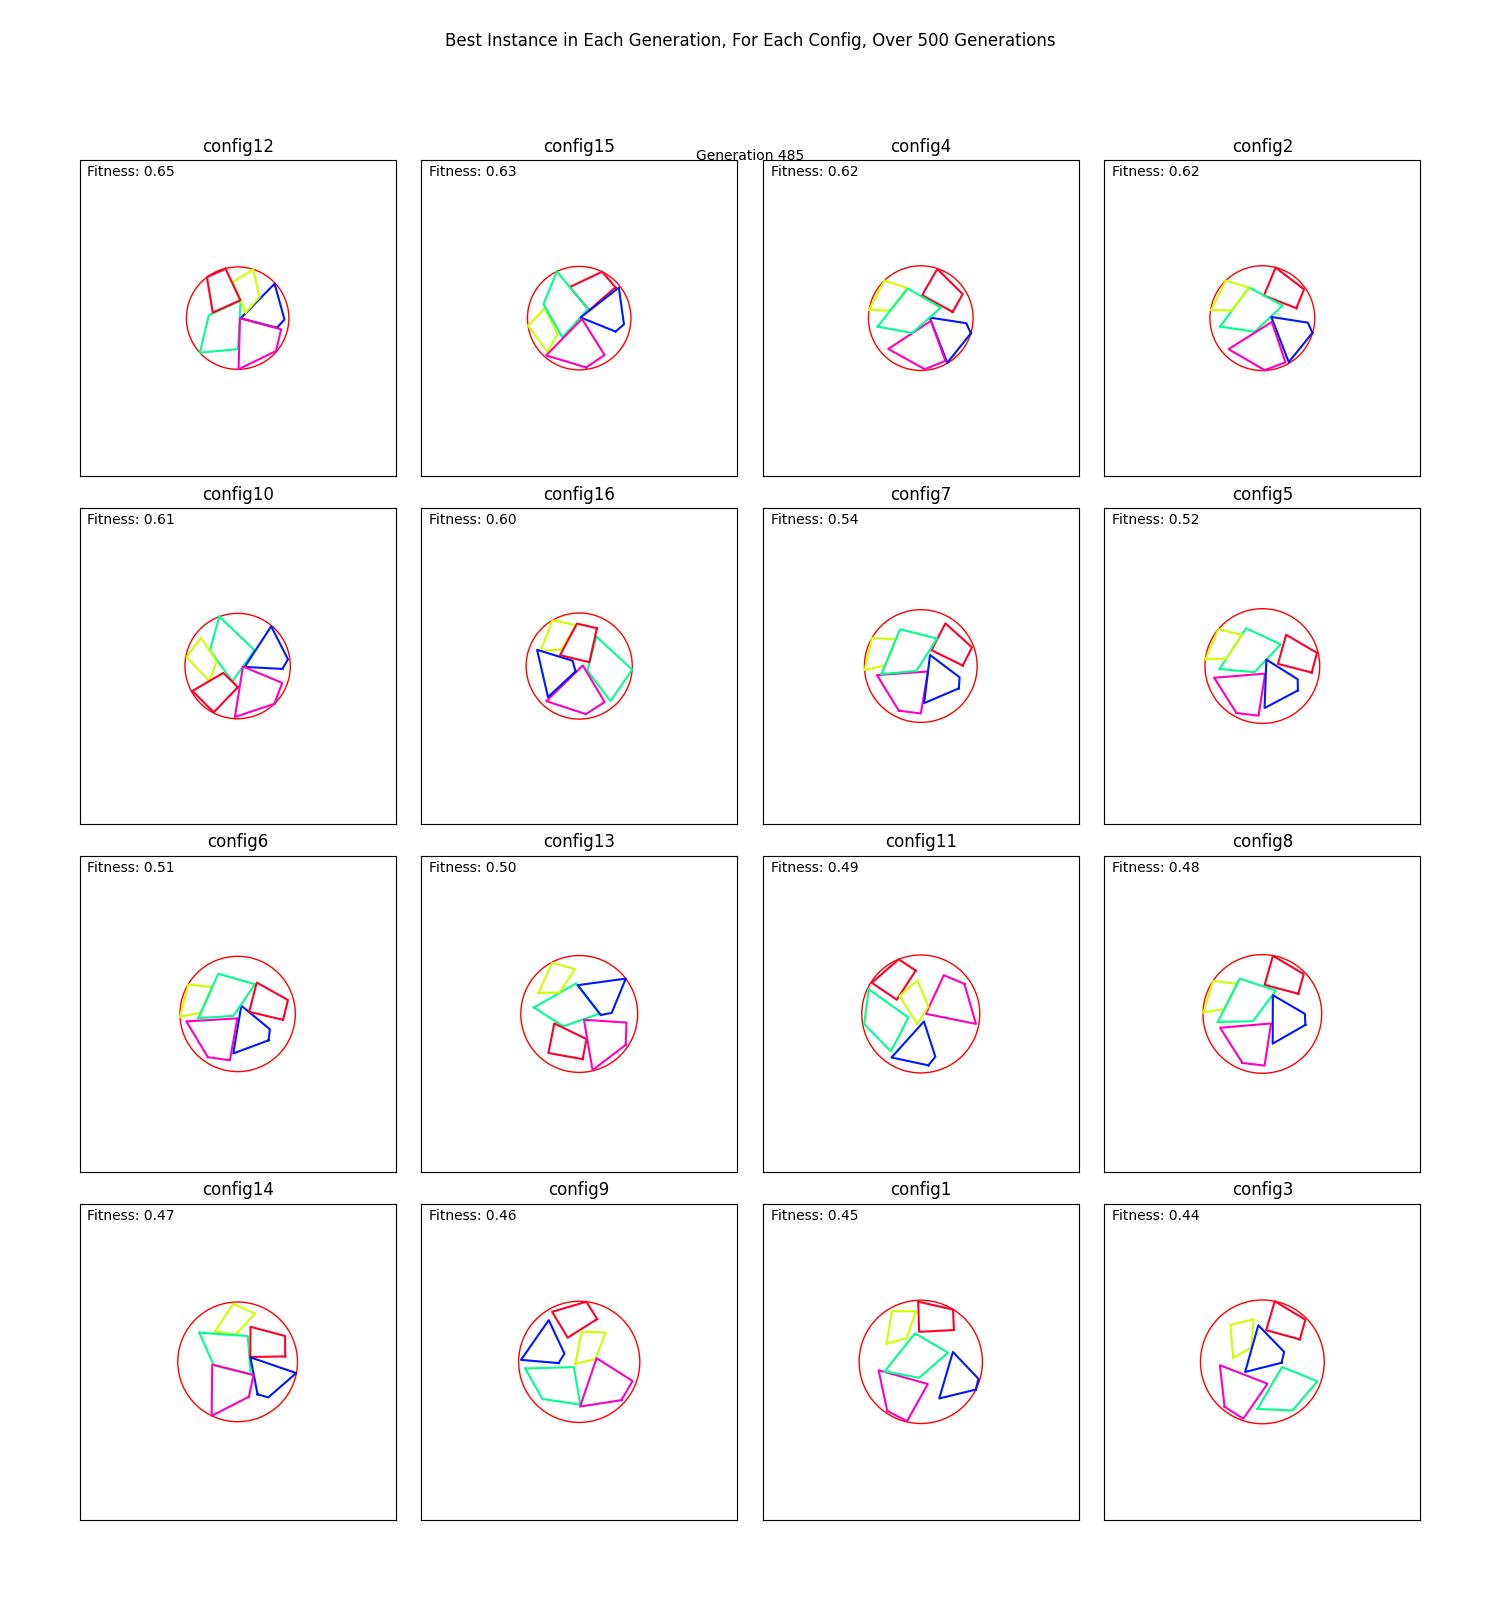 Best Instance in Each Generation, For Each Config, Over 500 Generations
Generation 485
config12
Fitness: 0.65
config15
Fitness: 0.63
config4
Fitness: 0.62
config2
Fitness: 0.62
config10
Fitness: 0.61
config16
Fitness: 0.60
config7
Fitness: 0.54
config5
Fitness: 0.52
config6
Fitness: 0.51
config13
Fitness: 0.50
config11
Fitness: 0.49
config8
Fitness: 0.48
config14
Fitness: 0.47
config9
Fitness: 0.46
config1
Fitness: 0.45
config3
Fitness: 0.44